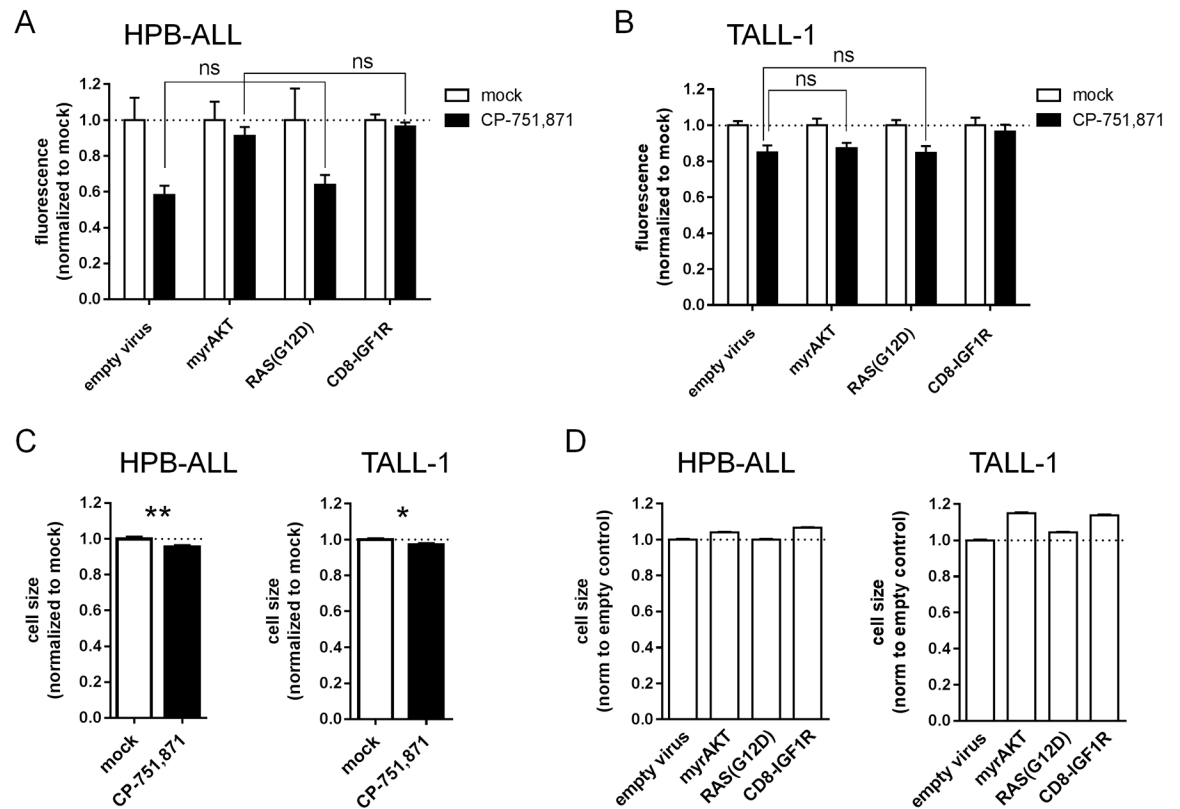 A
HPB-ALL
ns
ns
mock
CP-751,871
fluorescence
(normalized to mock)
1.2
1.0
0.8
0.6
0.4
0.2
0.0
empty virus
myrAKT
RAS(G12D)
CD8-IGF1R
B
TALL-1
ns
ns
mock
CP-751,871
fluorescence
(normalized to mock)
1.2
1.0
0.8
0.6
0.4
0.2
0.0
empty virus
myrAKT
RAS(G12D)
CD8-IGF1R
C
HPB-ALL
**
cell size
(normalized to mock)
1.2
1.0
0.8
0.6
0.4
0.2
0.0
mock
CP-751,871
TALL-1
*
cell size
(normalized to mock)
1.2
1.0
0.8
0.6
0.4
0.2
0.0
mock
CP-751,871
D
HPB-ALL
cell size
(norm to empty control)
1.2
1.0
0.8
0.6
0.4
0.2
0.0
empty virus
myrAKT
RAS(G12D)
CD8-IGF1R
TALL-1
cell size
(norm to empty control)
1.2
1.0
0.8
0.6
0.4
0.2
0.0
empty virus
myrAKT
RAS(G12D)
CD8-IGF1R